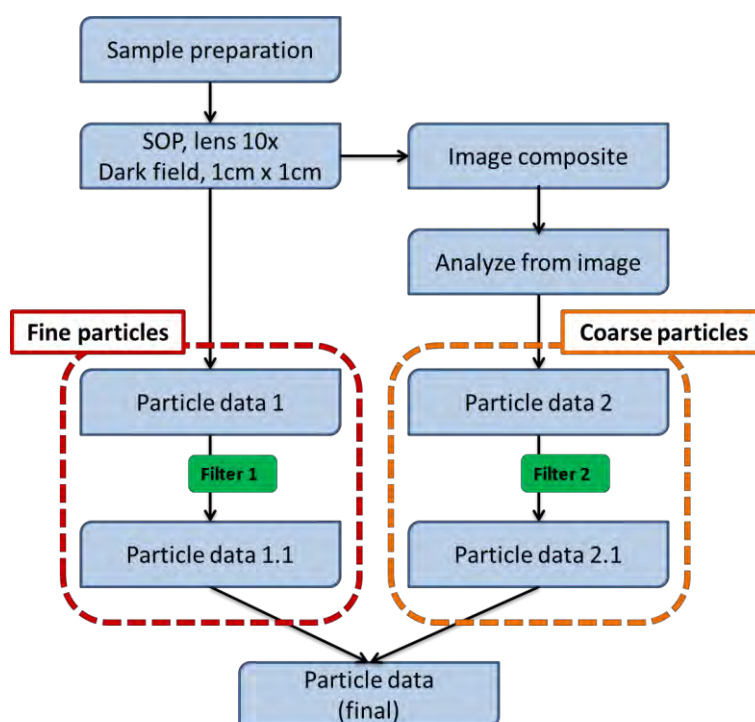 Sample preparation
SOP, lens 10x
Dark field, 1cm x 1cm
Image composite
Analyze from image
Fine particles
Coarse particles
Particle data 1
Particle data 2
Filter 1
Filter 2
Particle data 1.1
Particle data 2.1
Particle data
(final)